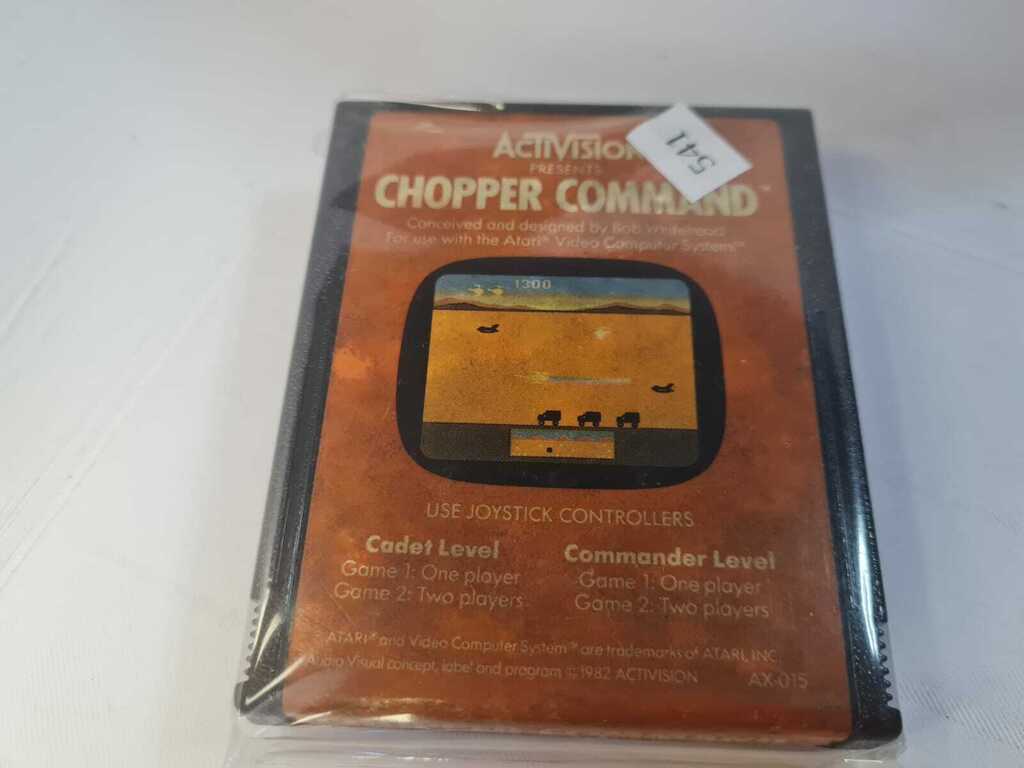 ACTIVISION
541
PRESENTS
CHOPPER COMMAND™
Conceived and designed by Bob Whitehead
For use with the Atari® Video Computer System™
1300
USE JOYSTICK CONTROLLERS
Cadet Level
Game 1: One player
Game 2: Two players
Commander Level
Game 1: One player
Game 2: Two players
ATARI® and Video Computer System™ are trademarks of ATARI, INC.
Audio Visual concept, label and program © 1982 ACTIVISION
AX-015